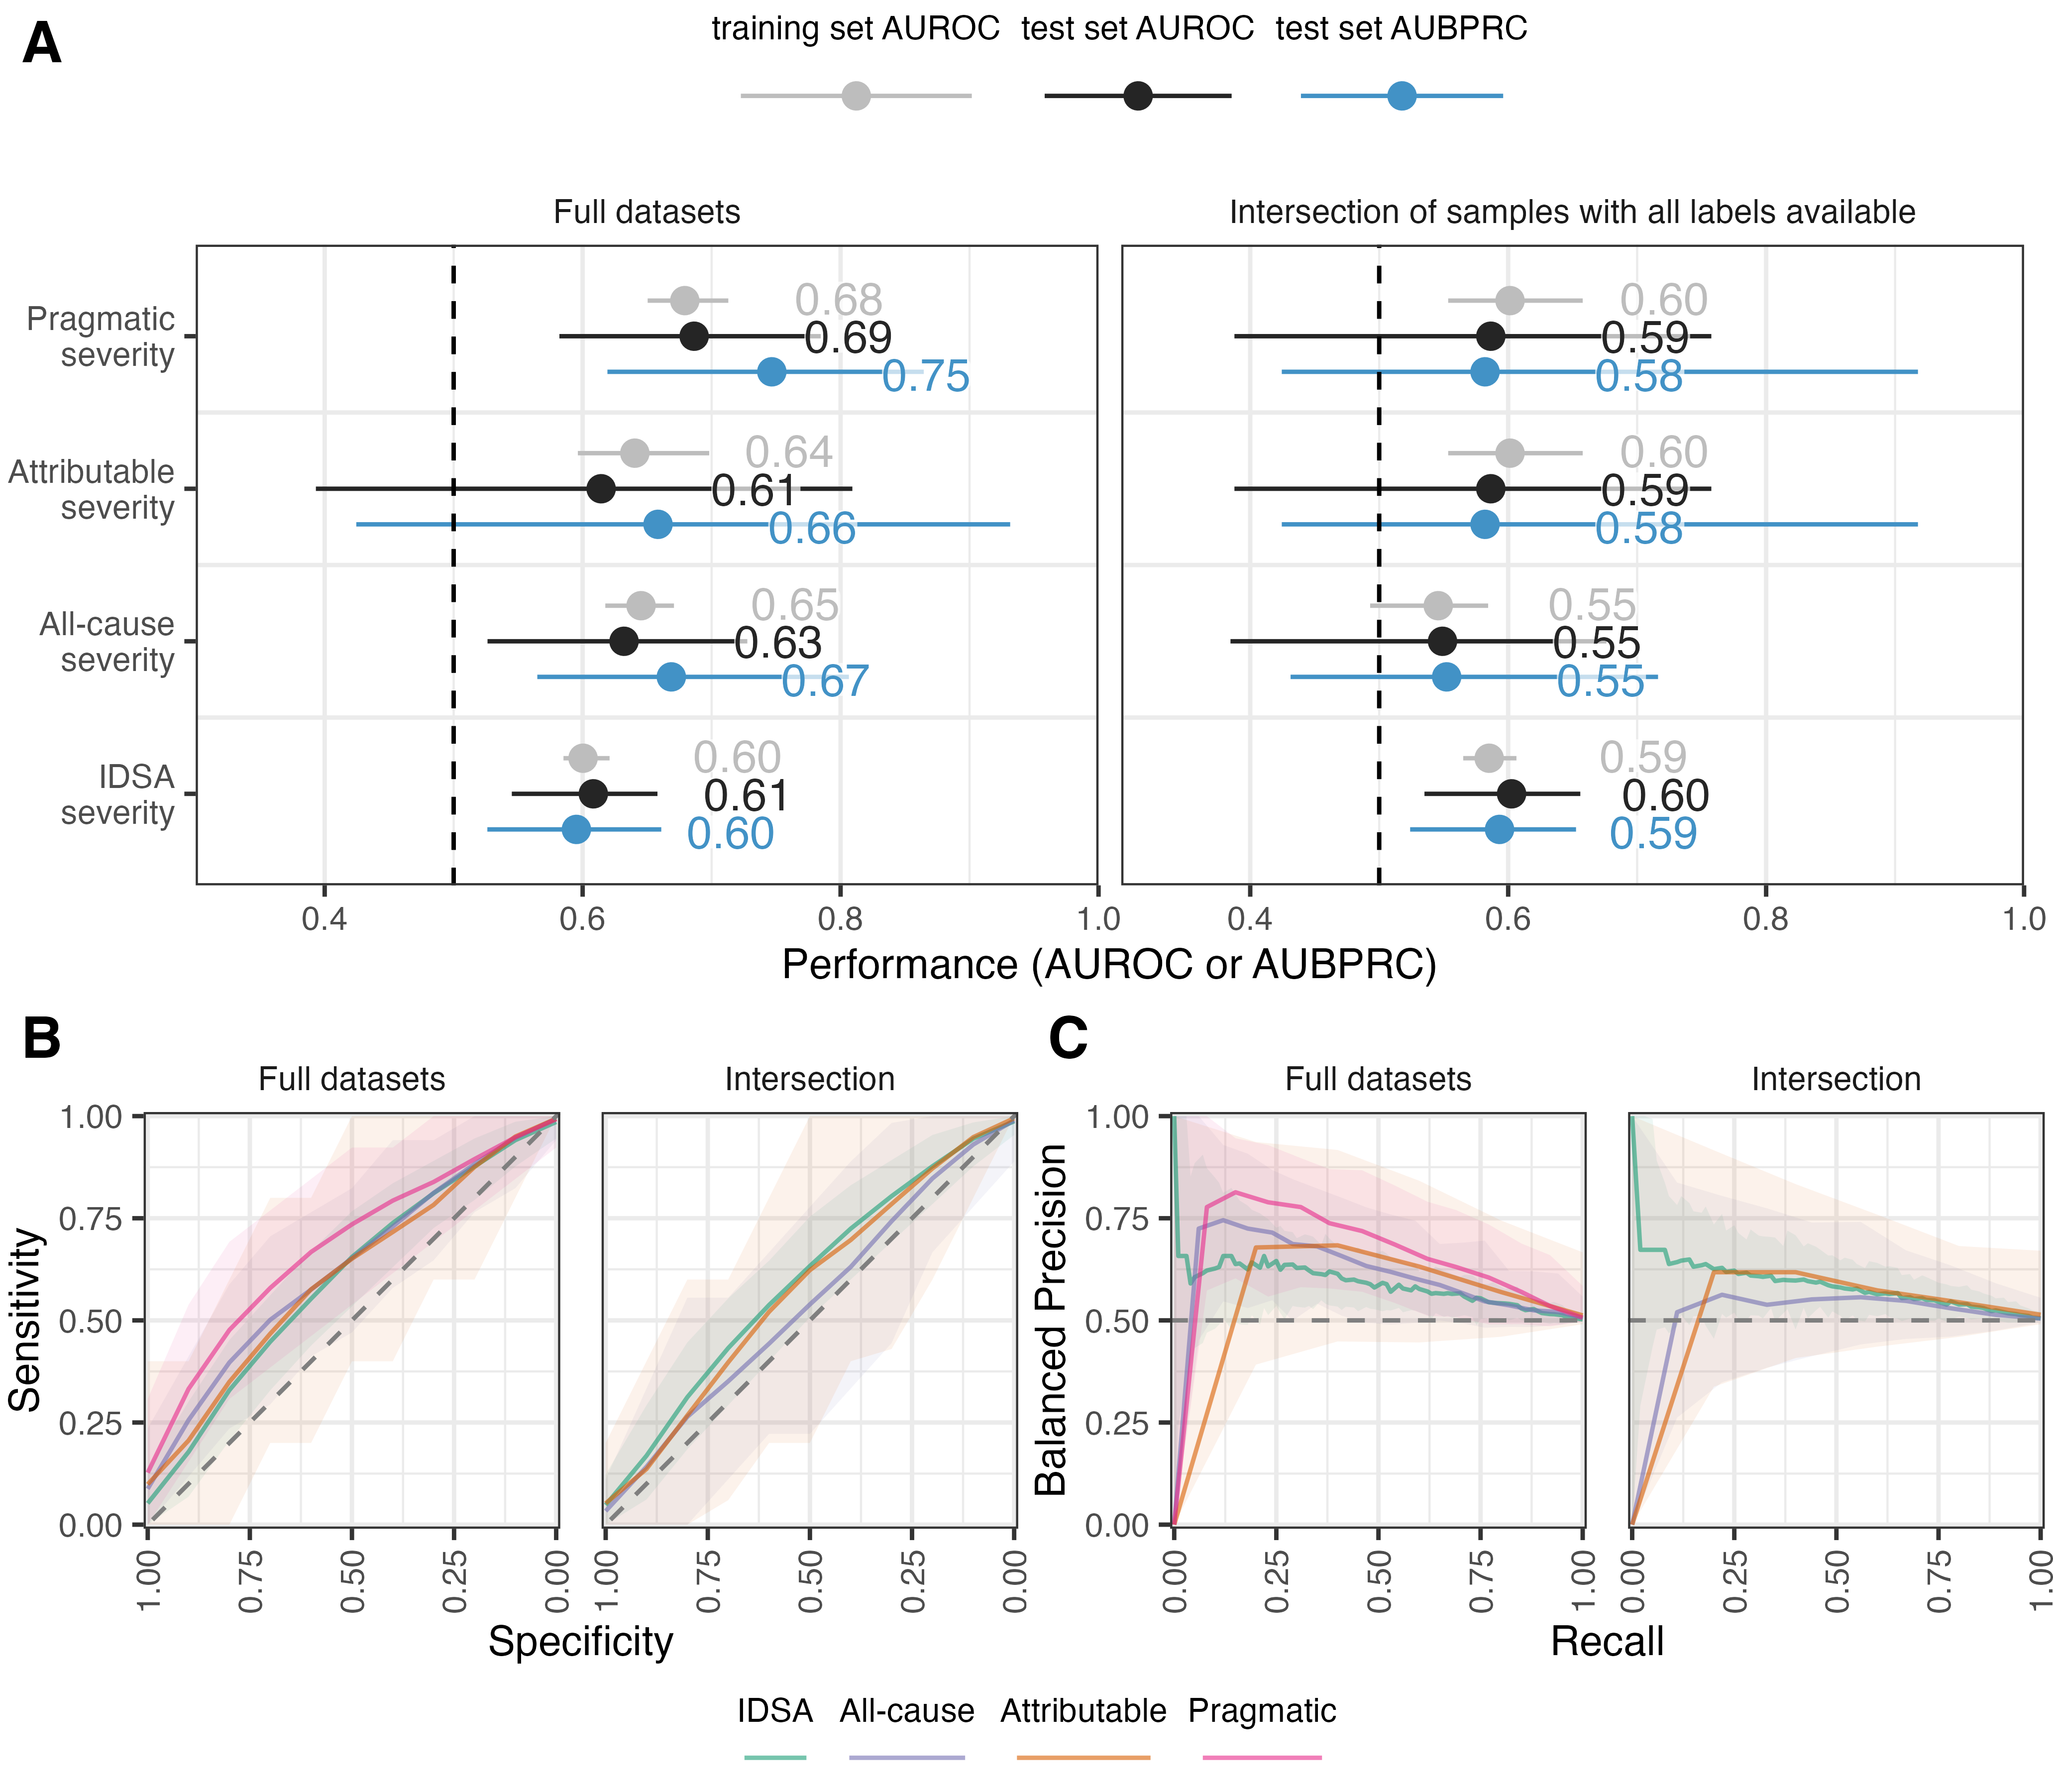 A
training set AUROC test set AUROC test set AUBPRC
Full datasets
Intersection of samples with all labels available
Pragmatic
severity
0.68
0.69
0.75
0.60
0.59
0.58
Attributable
severity
0.64
0.61
0.66
0.60
0.59
0.58
All-cause
severity
0.65
0.63
0.67
0.55
0.55
0.55
IDSA
severity
0.60
0.61
0.60
0.59
0.60
0.59
0.4 0.6 0.8 1.0
0.4 0.6 0.8 1.0
Performance (AUROC or AUBPRC)
B
Full datasets
Intersection
Sensitivity
1.00
0.75
0.50
0.25
0.00
1.00 0.75 0.50 0.25 0.00
1.00 0.75 0.50 0.25 0.00
Specificity
C
Full datasets
Intersection
Balanced Precision
1.00
0.75
0.50
0.25
0.00
0.00 0.25 0.50 0.75 1.00
0.00 0.25 0.50 0.75 1.00
Recall
IDSA All-cause Attributable Pragmatic